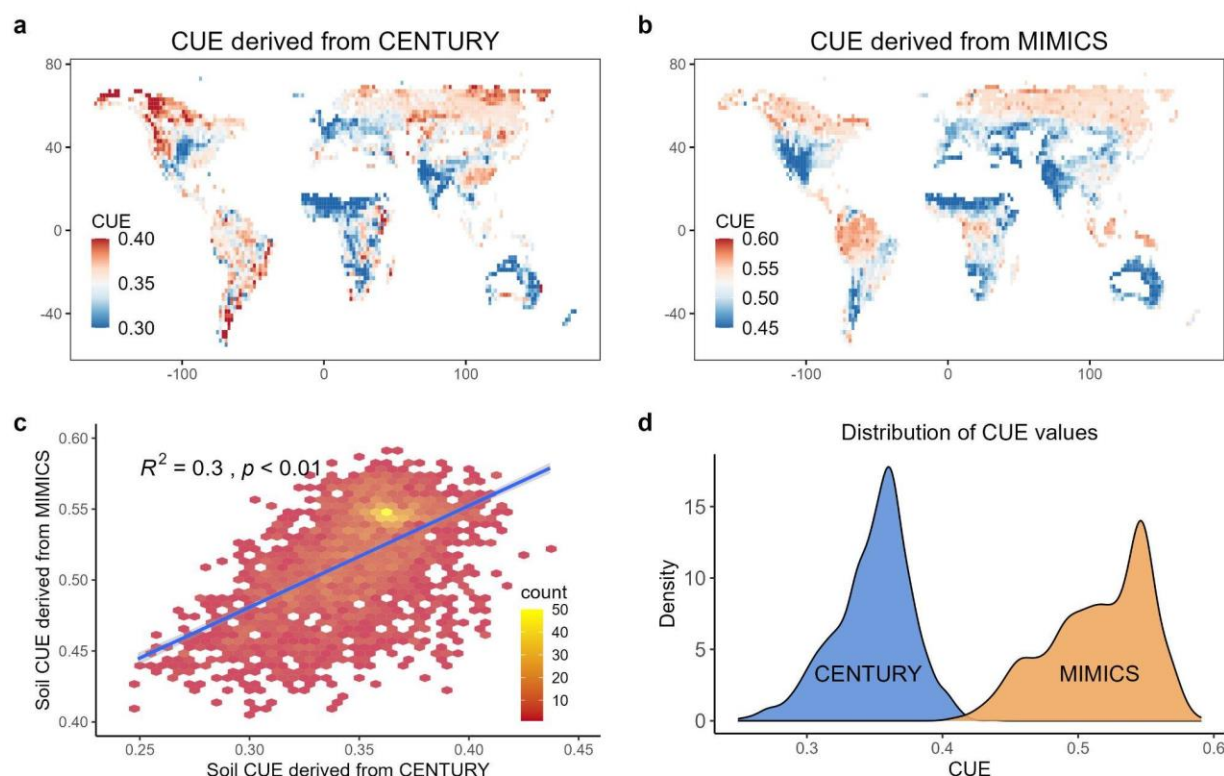 a
CUE derived from CENTURY
80
40
0
-40
CUE
0.40
0.35
0.30
-100
0
100
b
CUE derived from MIMICS
80
40
0
-40
CUE
0.60
0.55
0.50
0.45
-100
0
100
c
Soil CUE derived from MIMICS
0.60
0.55
0.50
0.45
0.40
R² = 0.3 , p < 0.01
count
50
40
30
20
10
0.25
0.30
0.35
0.40
0.45
Soil CUE derived from CENTURY
d
Distribution of CUE values
Density
15
10
5
0
CENTURY
MIMICS
0.3
0.4
0.5
0.6
CUE